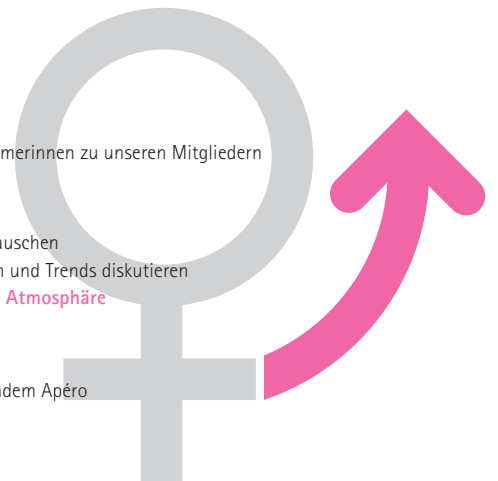 merinnen zu unseren Mitgliedern
uschen
und Trends diskutieren
Atmosphäre
dem Apéro